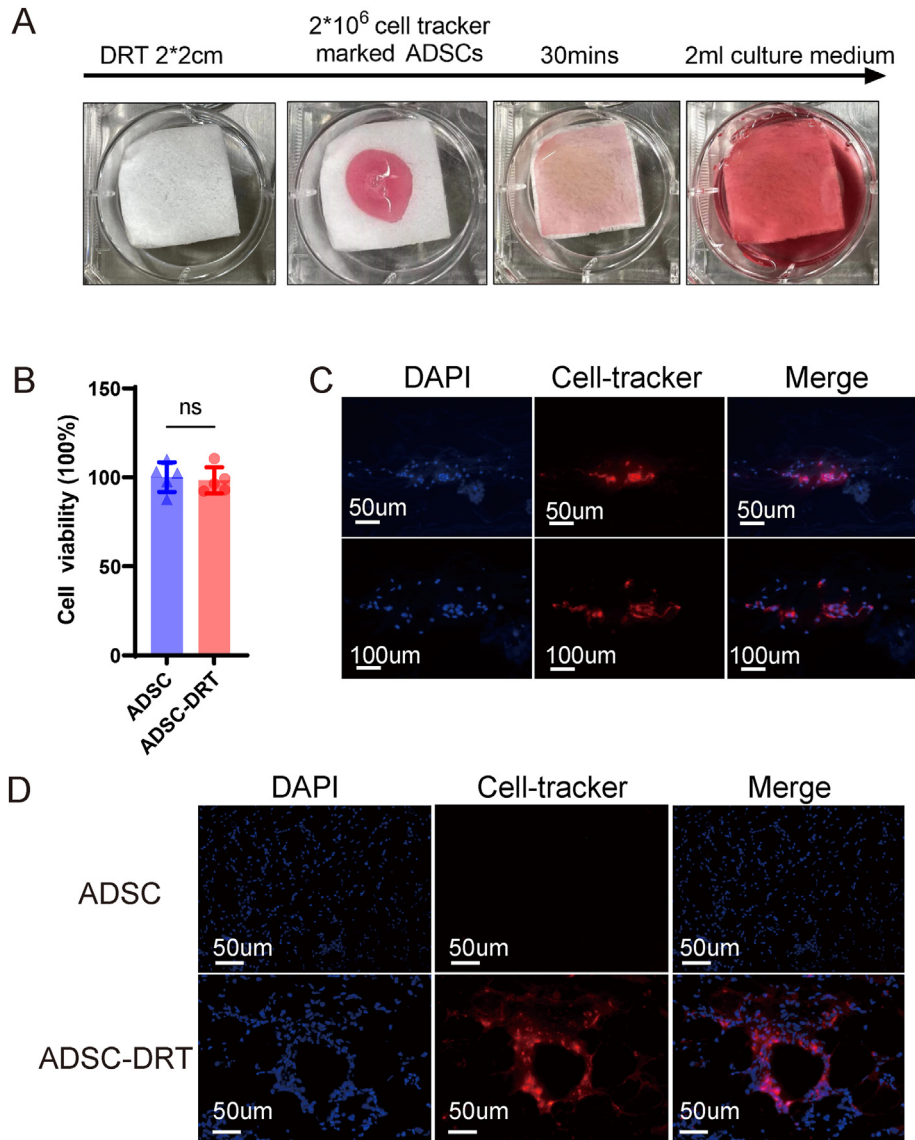 A
DRT 2*2cm
2*10⁶ cell tracker
marked ADSCs
30mins
2ml culture medium
B
Cell viability (100%)
150
100
50
0
ns
ADSC
ADSC-DRT
C
DAPI
Cell-tracker
Merge
50um
50um
50um
100um
100um
100um
D
DAPI
Cell-tracker
Merge
ADSC
50um
50um
50um
ADSC-DRT
50um
50um
50um